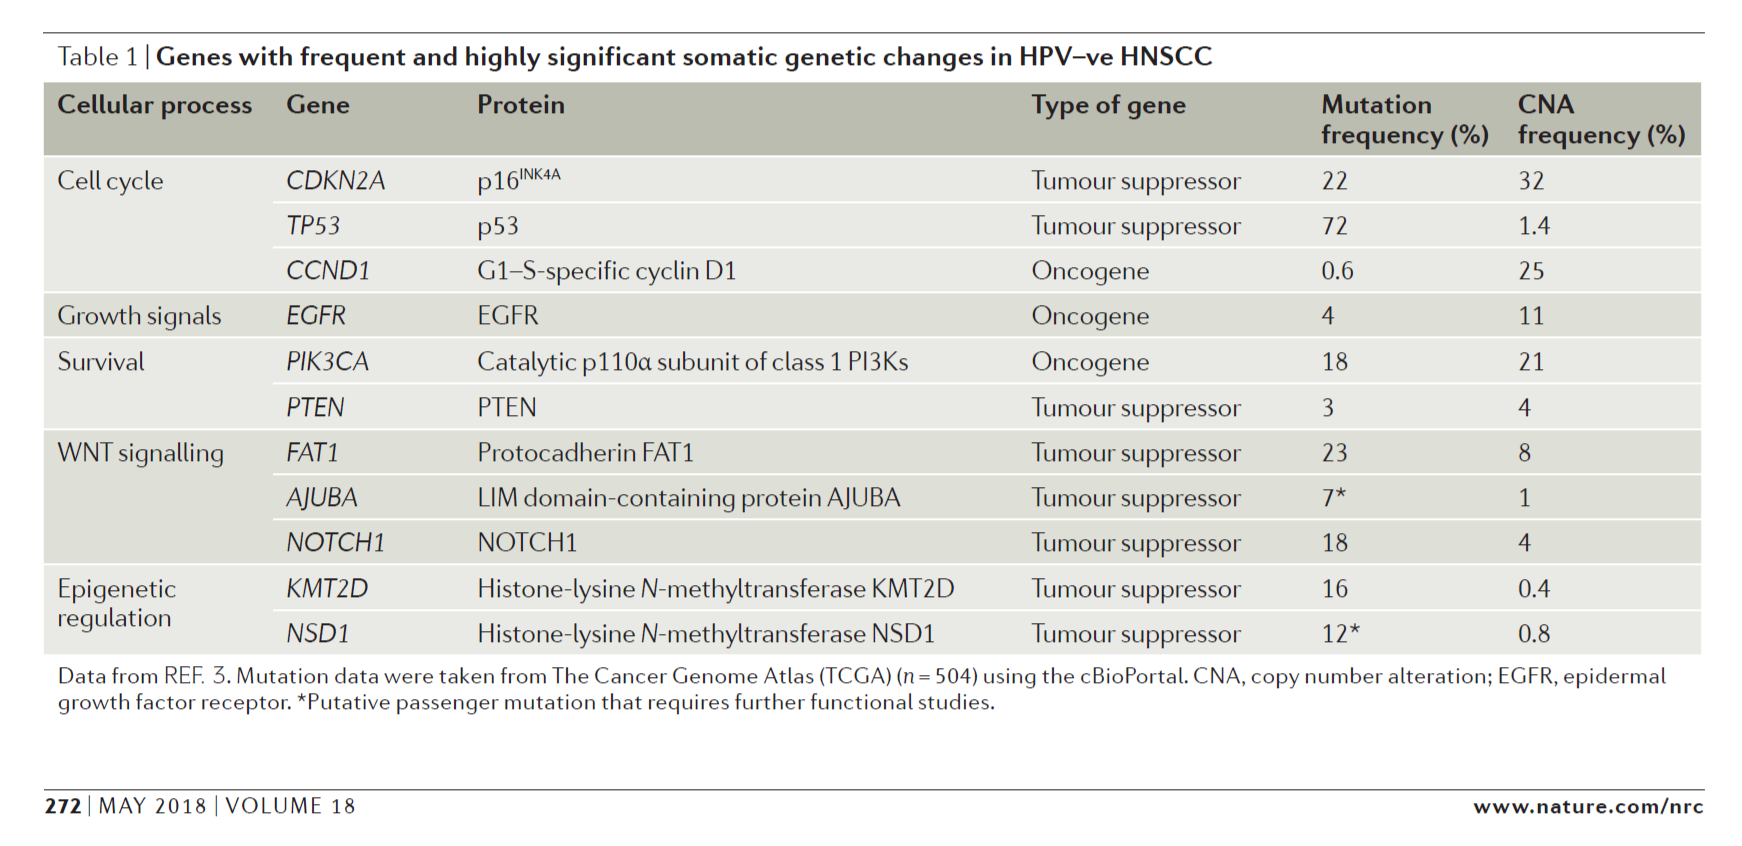 Table 1 | Genes with frequent and highly significant somatic genetic changes in HPV–ve HNSCC
Cellular process Gene Protein Type of gene Mutation frequency (%) CNA frequency (%)
Cell cycle CDKN2A p16INK4A Tumour suppressor 22 32
TP53 p53 Tumour suppressor 72 1.4
CCND1 G1–S-specific cyclin D1 Oncogene 0.6 25
Growth signals EGFR EGFR Oncogene 4 11
Survival PIK3CA Catalytic p110α subunit of class 1 PI3Ks Oncogene 18 21
PTEN PTEN Tumour suppressor 3 4
WNT signalling FAT1 Protocadherin FAT1 Tumour suppressor 23 8
AJUBA LIM domain-containing protein AJUBA Tumour suppressor 7* 1
NOTCH1 NOTCH1 Tumour suppressor 18 4
Epigenetic regulation KMT2D Histone-lysine N-methyltransferase KMT2D Tumour suppressor 16 0.4
NSD1 Histone-lysine N-methyltransferase NSD1 Tumour suppressor 12* 0.8
Data from REF. 3. Mutation data were taken from The Cancer Genome Atlas (TCGA) (n = 504) using the cBioPortal. CNA, copy number alteration; EGFR, epidermal
growth factor receptor. *Putative passenger mutation that requires further functional studies.
272 | MAY 2018 | VOLUME 18 www.nature.com/nrc